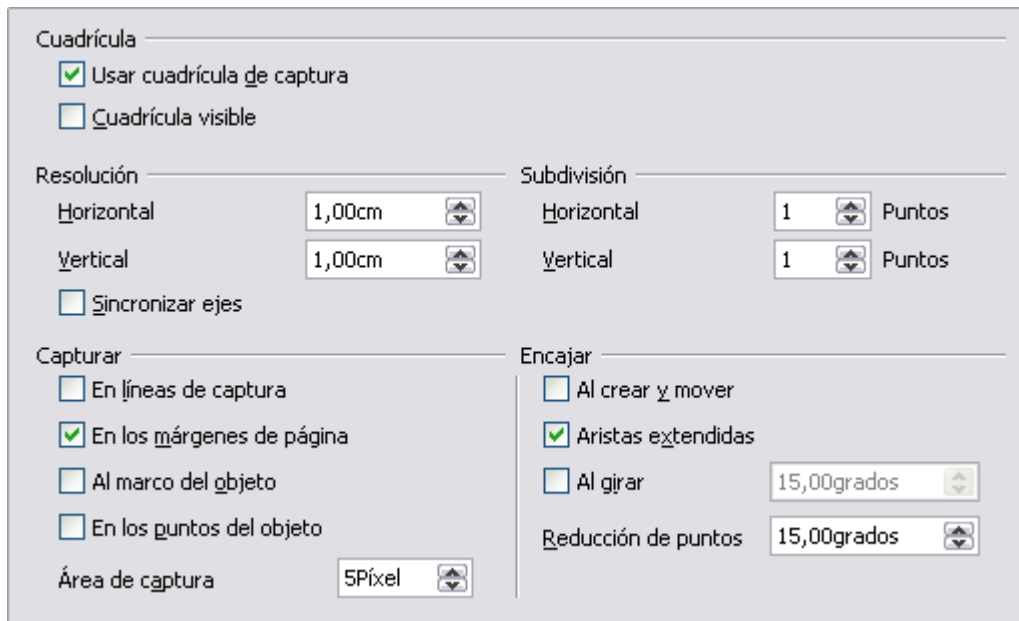 Cuadrícula
Usar cuadrícula de captura
Cuadrícula visible
Resolución
Horizontal 1,00cm
Vertical 1,00cm
Sincronizar ejes
Subdivisión
Horizontal 1 Puntos
Vertical 1 Puntos
Capturar
En líneas de captura
En los márgenes de página
Al marco del objeto
En los puntos del objeto
Área de captura 5Píxel
Encajar
Al crear y mover
Aristas extendidas
Al girar 15,00grados
Reducción de puntos 15,00grados